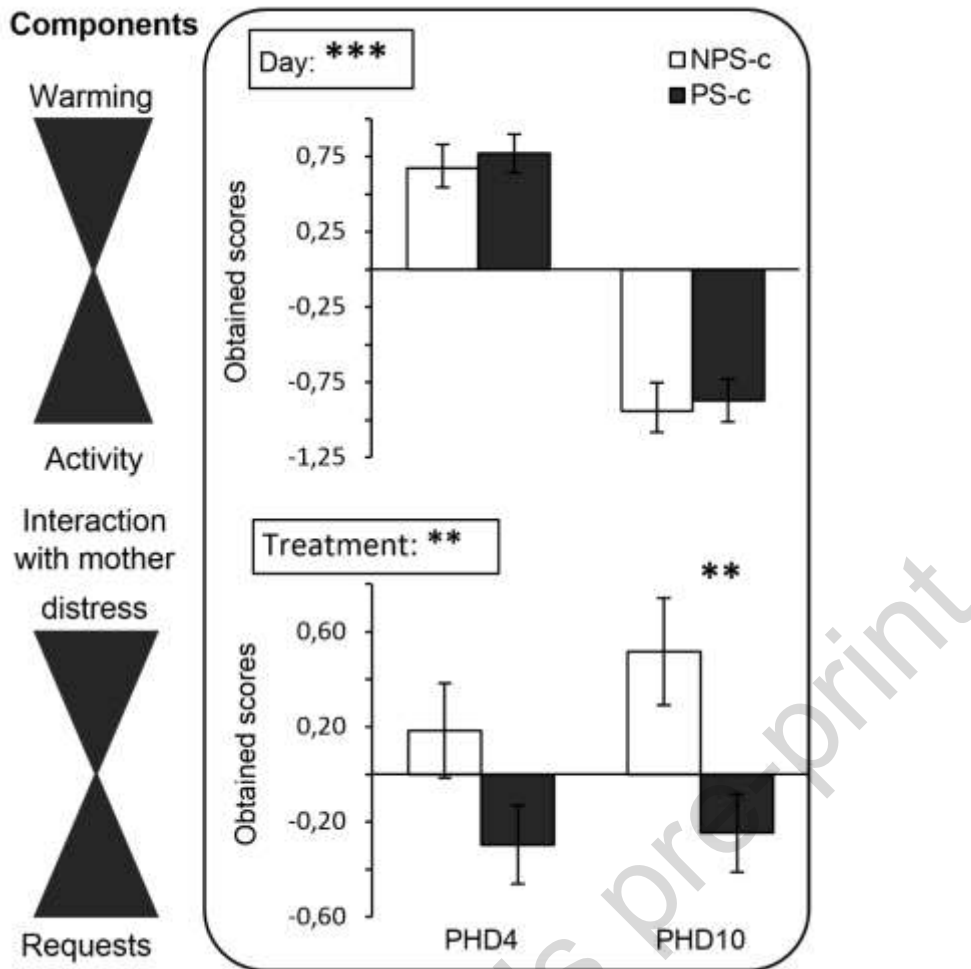 Components
Warming
Activity
Interaction
with mother
distress
Requests
Day: ***
NPS-c
PS-c
Obtained scores
0,75
0,25
-0,25
-0,75
-1,25
Treatment: **
**
Obtained scores
0,60
0,20
-0,20
-0,60
PHD4
PHD10
s pre-print